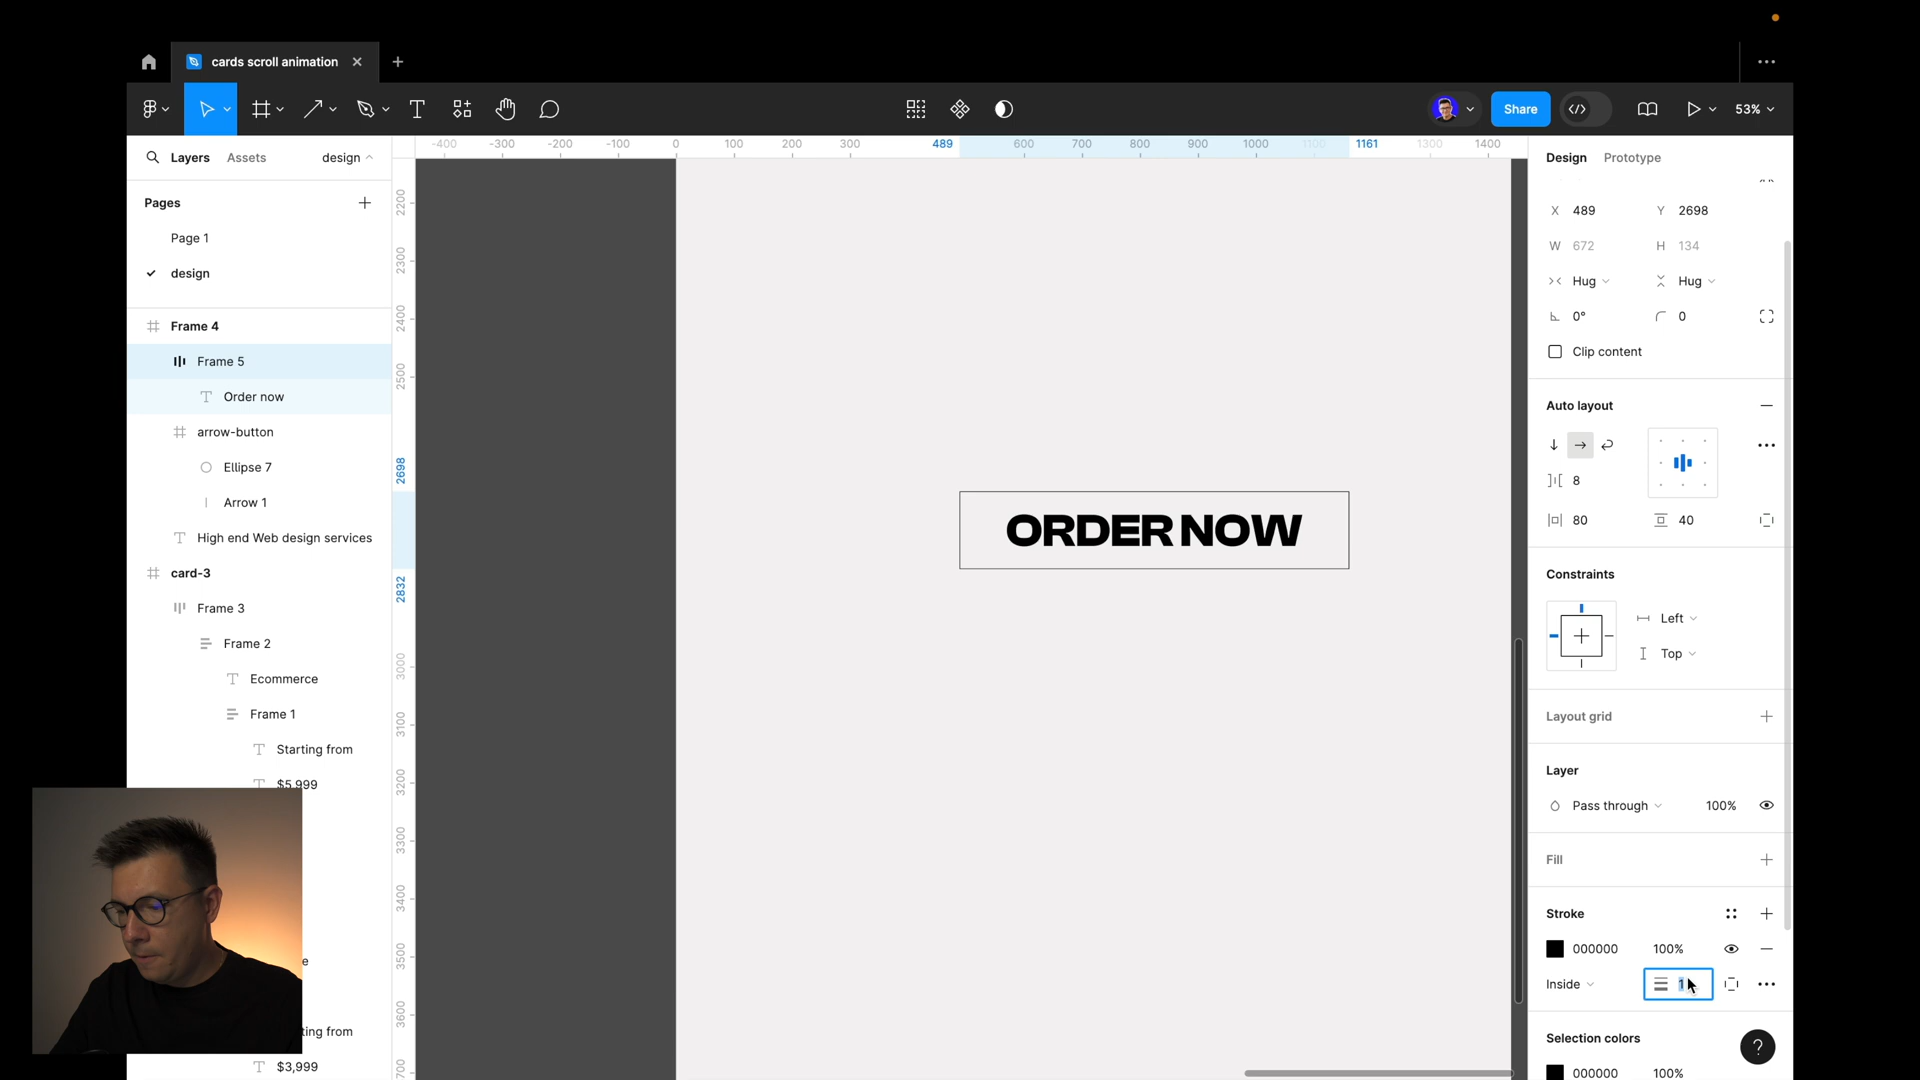 cards scroll animation
Share
53%
Layers
Assets
design
Pages
Page 1
design
Frame 4
Frame 5
Order now
arrow-button
Ellipse 7
Arrow 1
High end Web design services
card-3
Frame 3
Frame 2
Ecommerce
Frame 1
Starting from
$5,999
e
ting from
$3,999
-400 -300 -200 -100 0 100 200 300 489 600 700 800 900 1000 1100 1161 1300 1400
2200
2300
2400
2500
2698
2832
3000
3100
3200
3300
3400
3500
3600
700
ORDER NOW
Design
Prototype
X 489
Y 2698
W 672
H 134
Hug
Hug
0°
0
Clip content
Auto layout
8
80
40
Constraints
Left
Top
Layout grid
Layer
Pass through
100%
Fill
Stroke
000000
100%
Inside
1
Selection colors
000000
100%
?